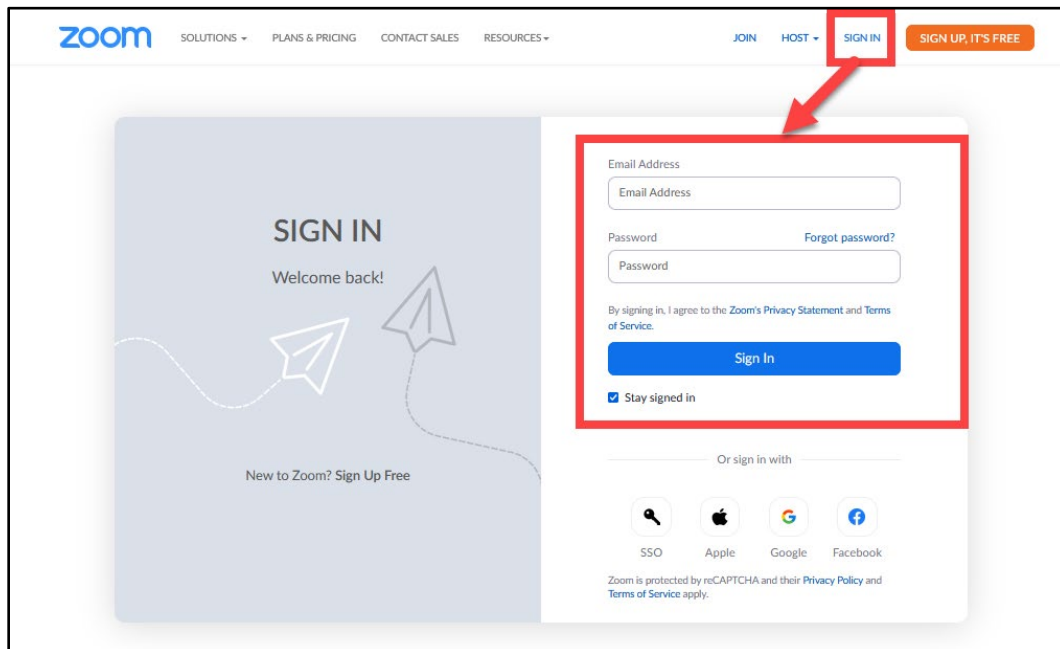 zoom SOLUTIONS PLANS & PRICING CONTACT SALES RESOURCES JOIN HOST SIGN IN SIGN UP, IT'S FREE
SIGN IN
Welcome back!
New to Zoom? Sign Up Free
Email Address
Email Address
Password Forgot password?
Password
By signing in, I agree to the Zoom's Privacy Statement and Terms
of Service.
Sign In
Stay signed in
Or sign in with
SSO Apple Google Facebook
Zoom is protected by reCAPTCHA and their Privacy Policy and
Terms of Service apply.